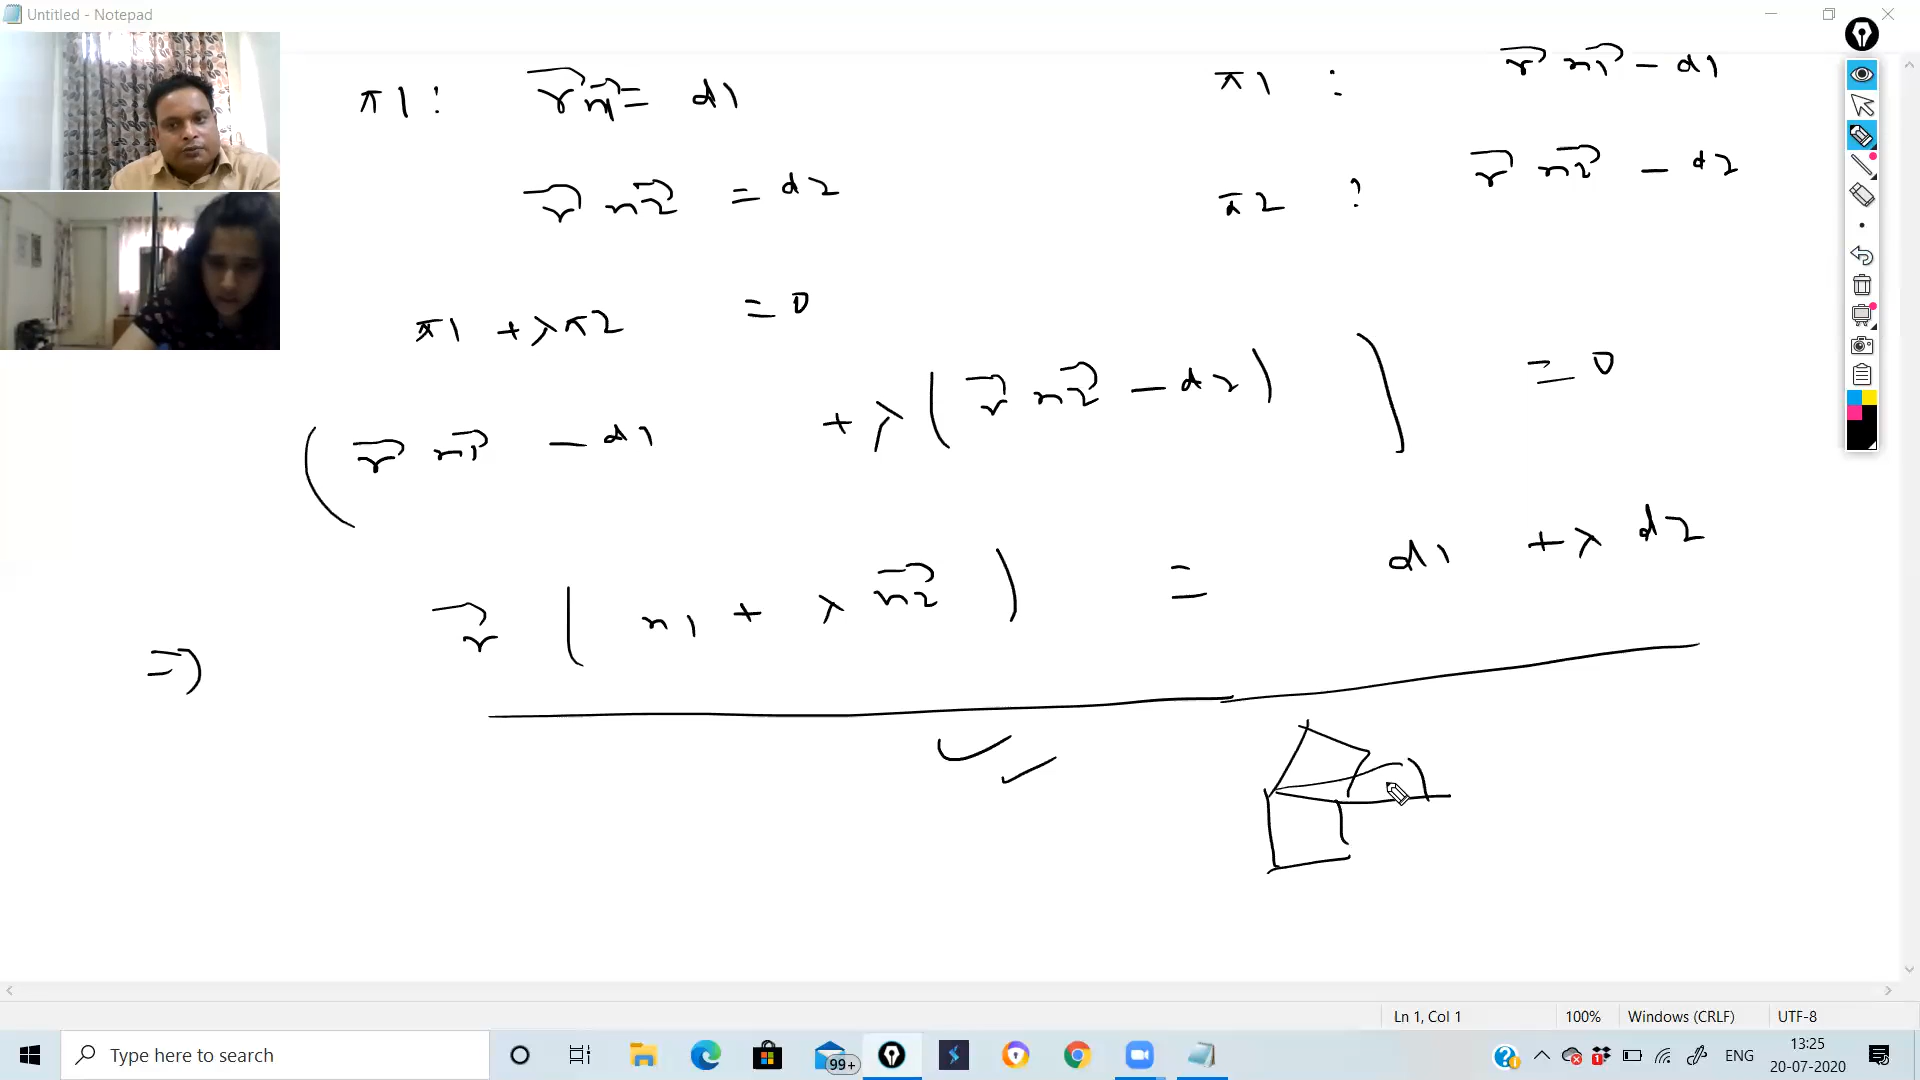 Untitled - Notepad
π1 : r⃗ n⃗1 = d1
π1 : r⃗ n⃗1 - d1
r⃗ n⃗2 = d2
π2 : r⃗ n⃗2 - d2
π1 + λπ2 = 0
( r⃗ n⃗1 - d1 + λ( r⃗ n⃗2 - d2) ] = 0
=> r⃗ ( n1 + λ n⃗2 ) = d1 + λ d2
Ln 1, Col 1 100% Windows (CRLF) UTF-8
Type here to search 99+ 1 ENG
13:25
20-07-2020